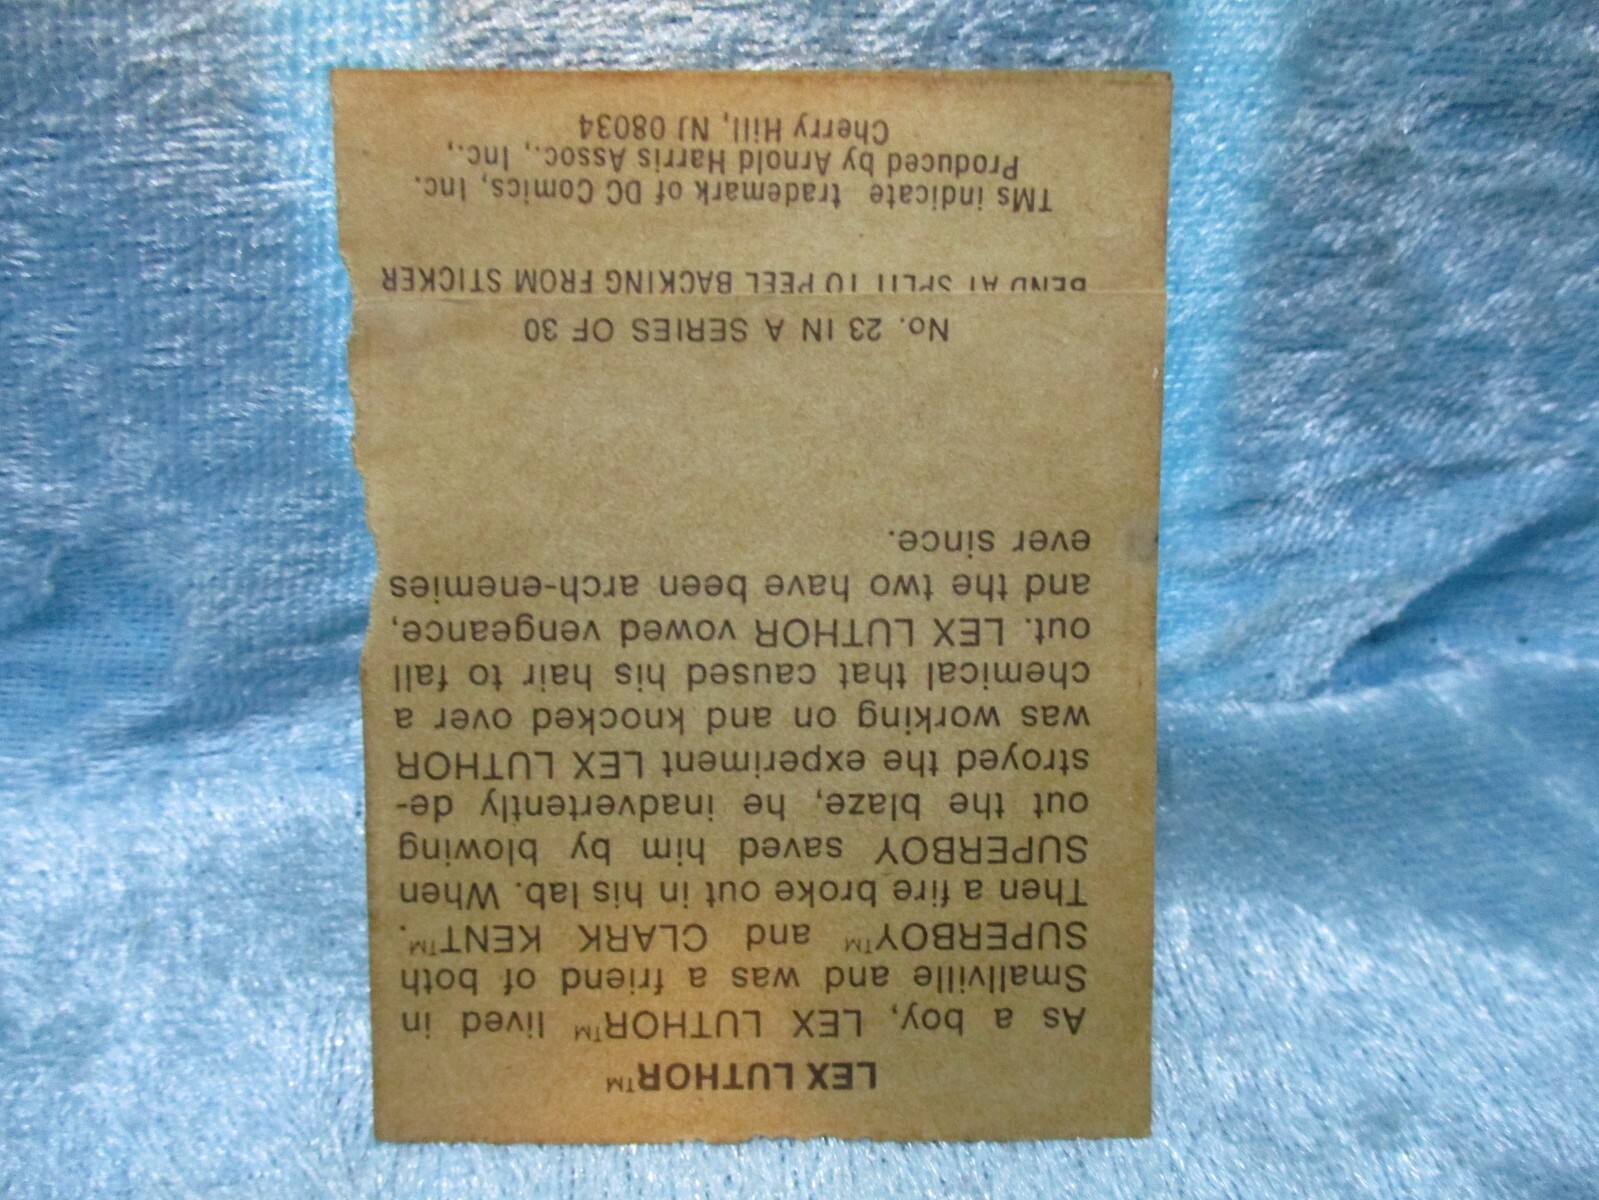 LEX LUTHOR™
As a boy, LEX LUTHOR™ lived in
Smallville and was a friend of both
SUPERBOY™ and CLARK KENT™.
Then a fire broke out in his lab. When
SUPERBOY saved him by blowing
out the blaze, he inadvertently de-
stroyed the experiment LEX LUTHOR
was working on and knocked over a
chemical that caused his hair to fall
out. LEX LUTHOR vowed vengeance,
and the two have been arch-enemies
ever since.
No. 23 IN A SERIES OF 30
BEND AT SPLIT TO PEEL BACKING FROM STICKER
TMs indicate trademark of DC Comics, Inc.
Produced by Arnold Harris Assoc., Inc.,
Cherry Hill, NJ 08034